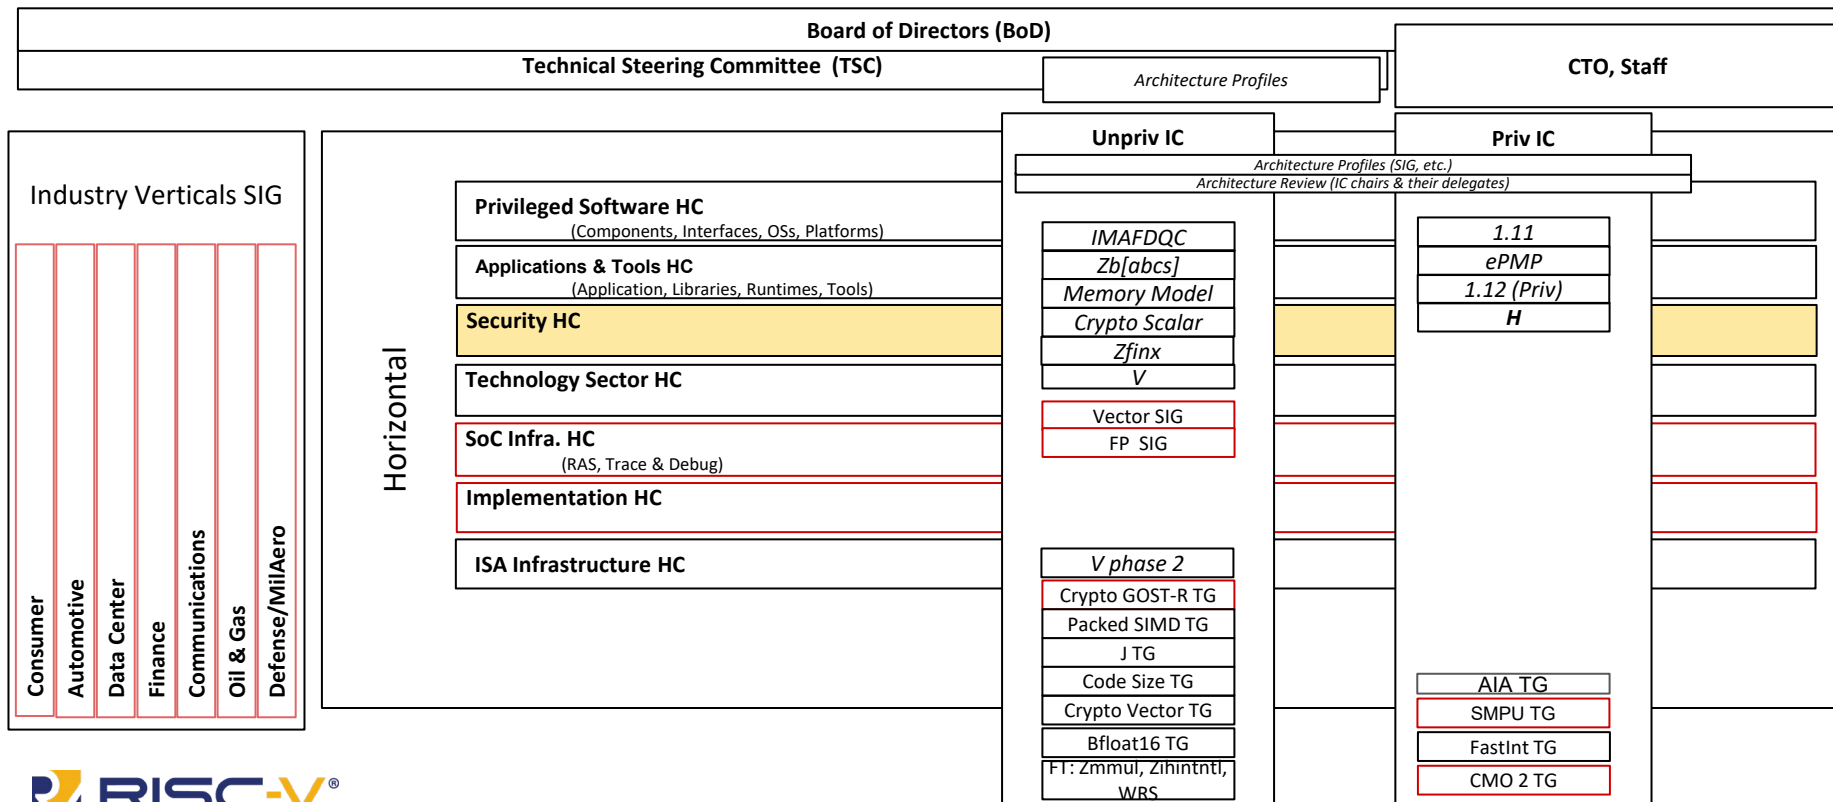 Board of Directors (BoD)
Technical Steering Committee (TSC)
Architecture Profiles
CTO, Staff
Industry Verticals SIG
Consumer
Automotive
Data Center
Finance
Communications
Oil & Gas
Defense/MilAero
Horizontal
Privileged Software HC
(Components, Interfaces, OSs, Platforms)
Applications & Tools HC
(Application, Libraries, Runtimes, Tools)
Security HC
Technology Sector HC
SoC Infra. HC
(RAS, Trace & Debug)
Implementation HC
ISA Infrastructure HC
Unpriv IC
Priv IC
Architecture Profiles (SIG, etc.)
Architecture Review (IC chairs & their delegates)
IMAFDQC
Zb[abcs]
Memory Model
Crypto Scalar
Zfinx
V
Vector SIG
FP SIG
V phase 2
Crypto GOST-R TG
Packed SIMD TG
J TG
Code Size TG
Crypto Vector TG
Bfloat16 TG
FT: Zmmul, Zihintntl,
WRS
1.11
ePMP
1.12 (Priv)
H
AIA TG
SMPU TG
FastInt TG
CMO 2 TG
RISC-V®